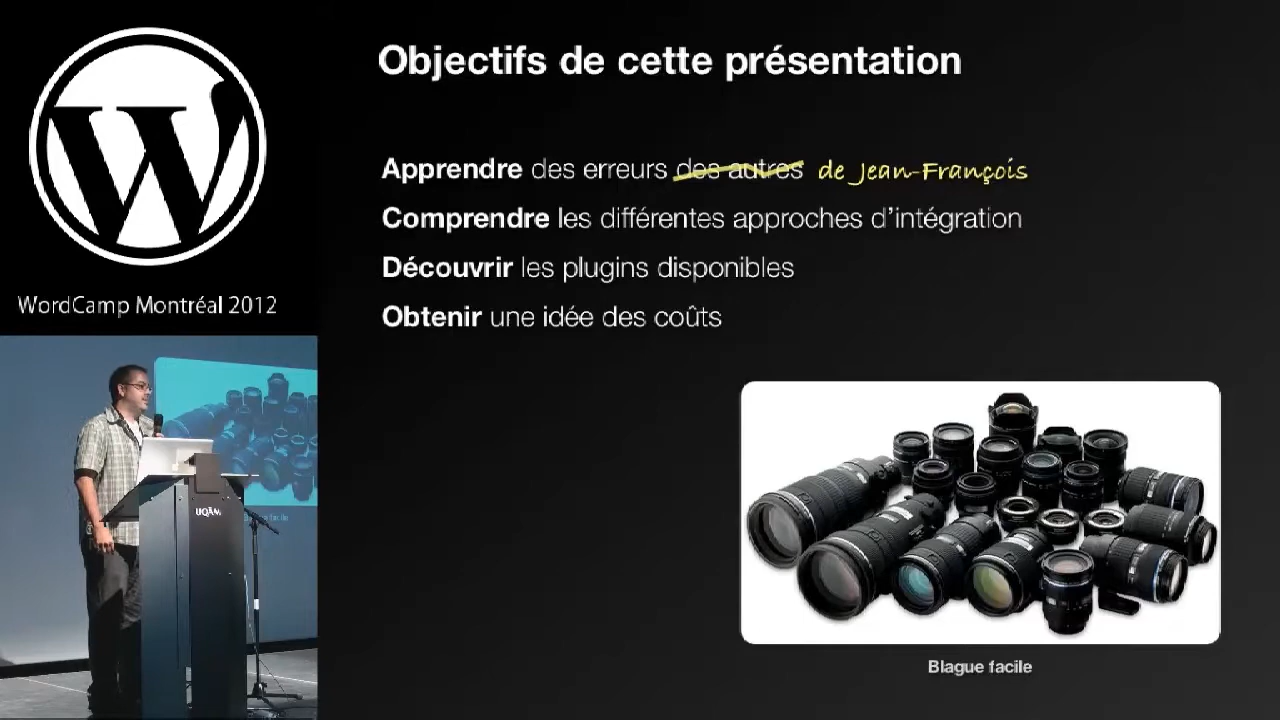 Objectifs de cette présentation
Apprendre des erreurs des autres de Jean-François
Comprendre les différentes approches d'intégration
Découvrir les plugins disponibles
Obtenir une idée des coûts
WordCamp Montréal 2012
UQÀM
Blague facile